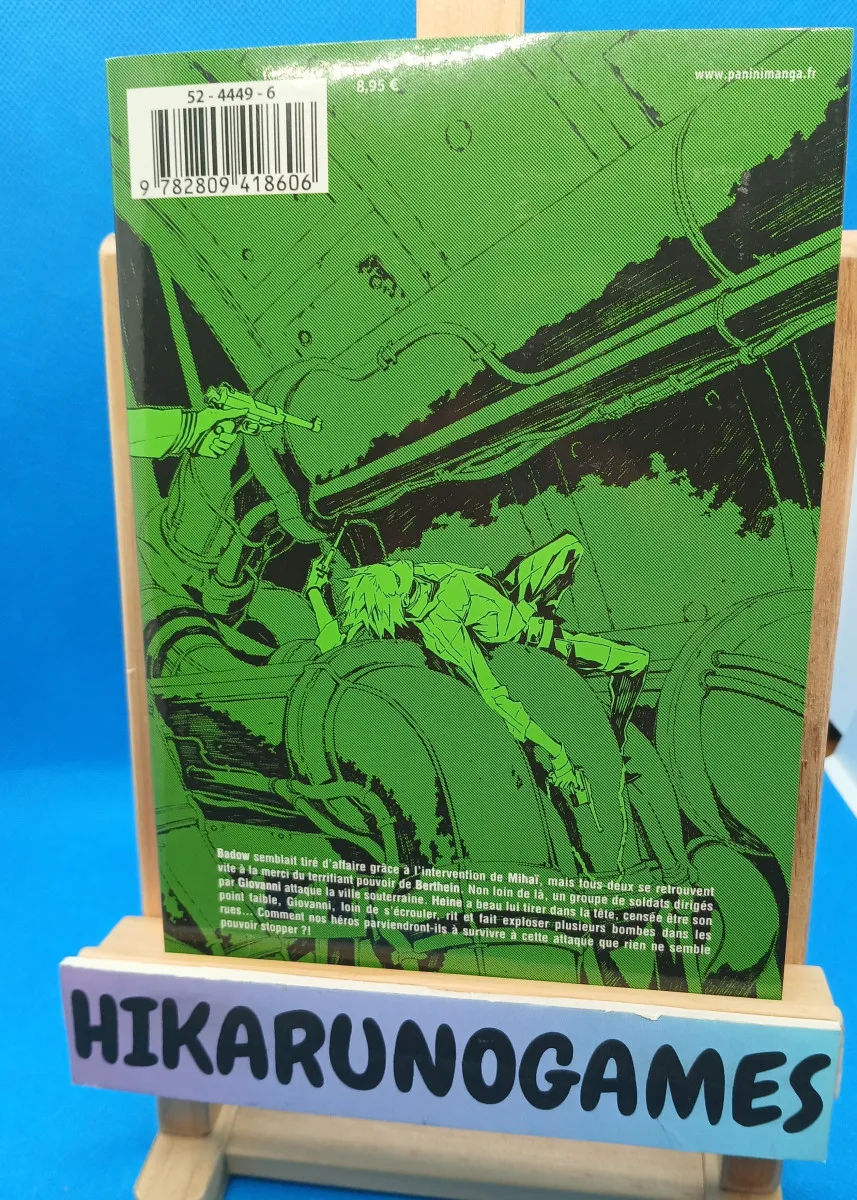 52 - 4449 - 6
9 782809 418606
8,95 €
www.paninimanga.fr
Badow semblait tiré d'affaire grâce à l'intervention de Mihaï, mais tous deux se retrouvent
vite à la merci du terrifiant pouvoir de Berthein. Non loin de là, un groupe de soldats dirigés
par Giovanni attaque la ville souterraine. Heine a beau lui tirer dans la tête, censée être son
point faible, Giovanni, loin de s'écrouler, rit et fait exploser plusieurs bombes dans les
rues... Comment nos héros parviendront-ils à survivre à cette attaque que rien ne semble
pouvoir stopper ?!
HIKARUNOGAMES